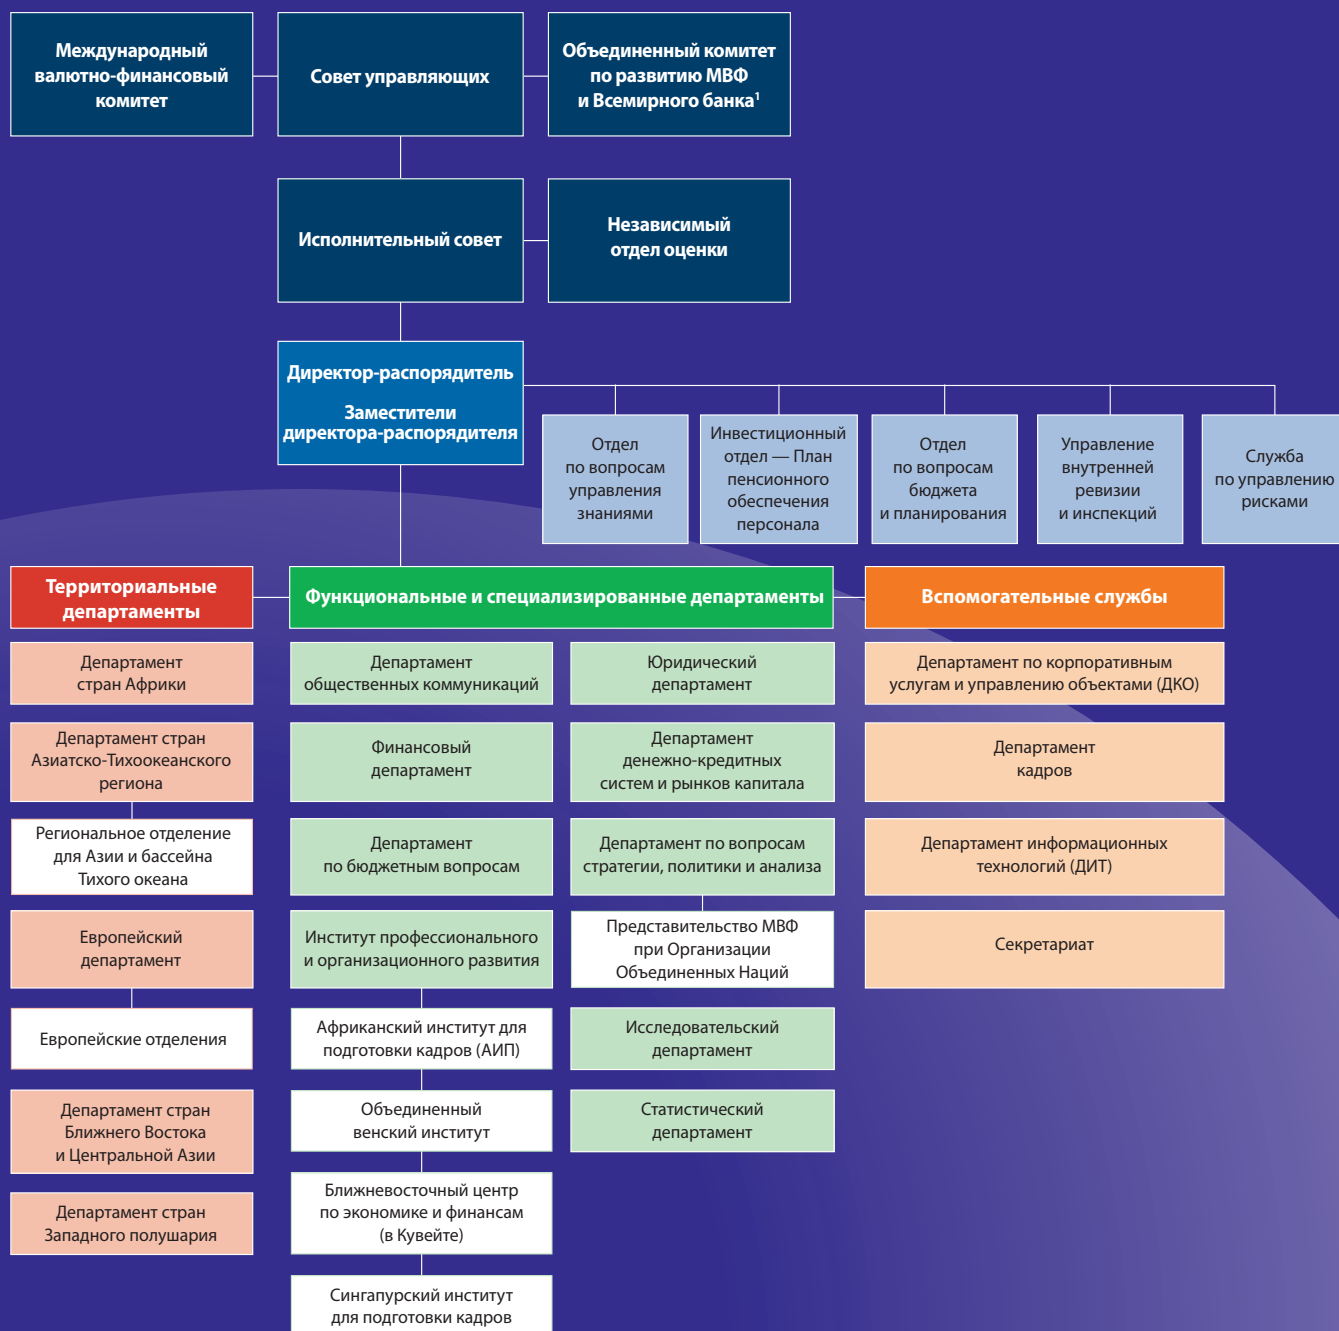 Международный
валютно-финансовый
комитет
Совет управляющих
Объединенный комитет
по развитию МВФ
и Всемирного банка¹
Исполнительный совет
Независимый
отдел оценки
Директор-распорядитель
Заместители
директора-распорядителя
Отдел
по вопросам
управления
знаниями
Инвестиционный
отдел — План
пенсионного
обеспечения
персонала
Отдел
по вопросам
бюджета
и планирования
Управление
внутренней
ревизии
и инспекций
Служба
по управлению
рисками
Территориальные
департаменты
Функциональные и специализированные департаменты
Вспомогательные службы
Департамент
стран Африки
Департамент стран
Азиатско-Тихоокеанского
региона
Региональное отделение
для Азии и бассейна
Тихого океана
Европейский
департамент
Европейские отделения
Департамент стран
Ближнего Востока
и Центральной Азии
Департамент стран
Западного полушария
Департамент
общественных коммуникаций
Финансовый
департамент
Департамент
по бюджетным вопросам
Институт профессионального
и организационного развития
Африканский институт для
подготовки кадров (АИП)
Объединенный
венский институт
Ближневосточный центр
по экономике и финансам
(в Кувейте)
Сингапурский институт
для подготовки кадров
Юридический
департамент
Департамент
денежно-кредитных
систем и рынков капитала
Департамент по вопросам
стратегии, политики и анализа
Представительство МВФ
при Организации
Объединенных Наций
Исследовательский
департамент
Статистический
департамент
Департамент по корпоративным
услугам и управлению объектами (ДКО)
Департамент
кадров
Департамент информационных
технологий (ДИТ)
Секретариат